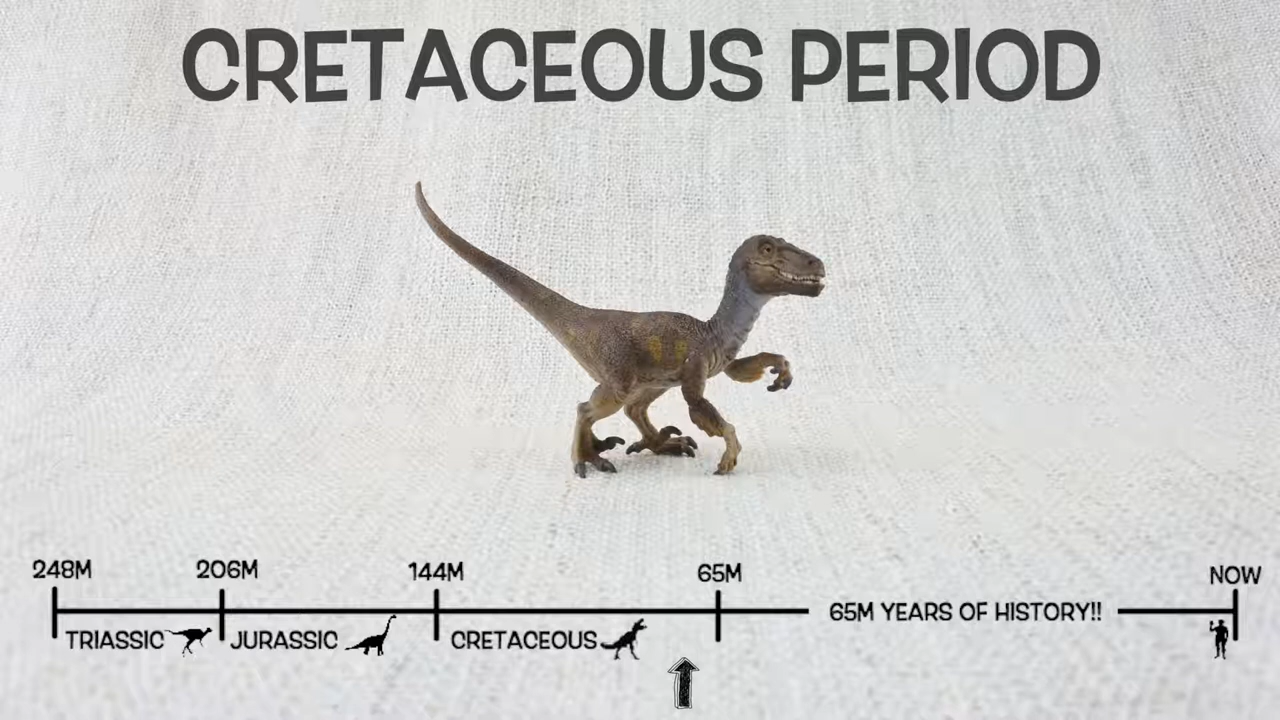 CRETACEOUS PERIOD
248M 206M 144M 65M NOW
65M YEARS OF HISTORY!!
TRIASSIC JURASSIC CRETACEOUS